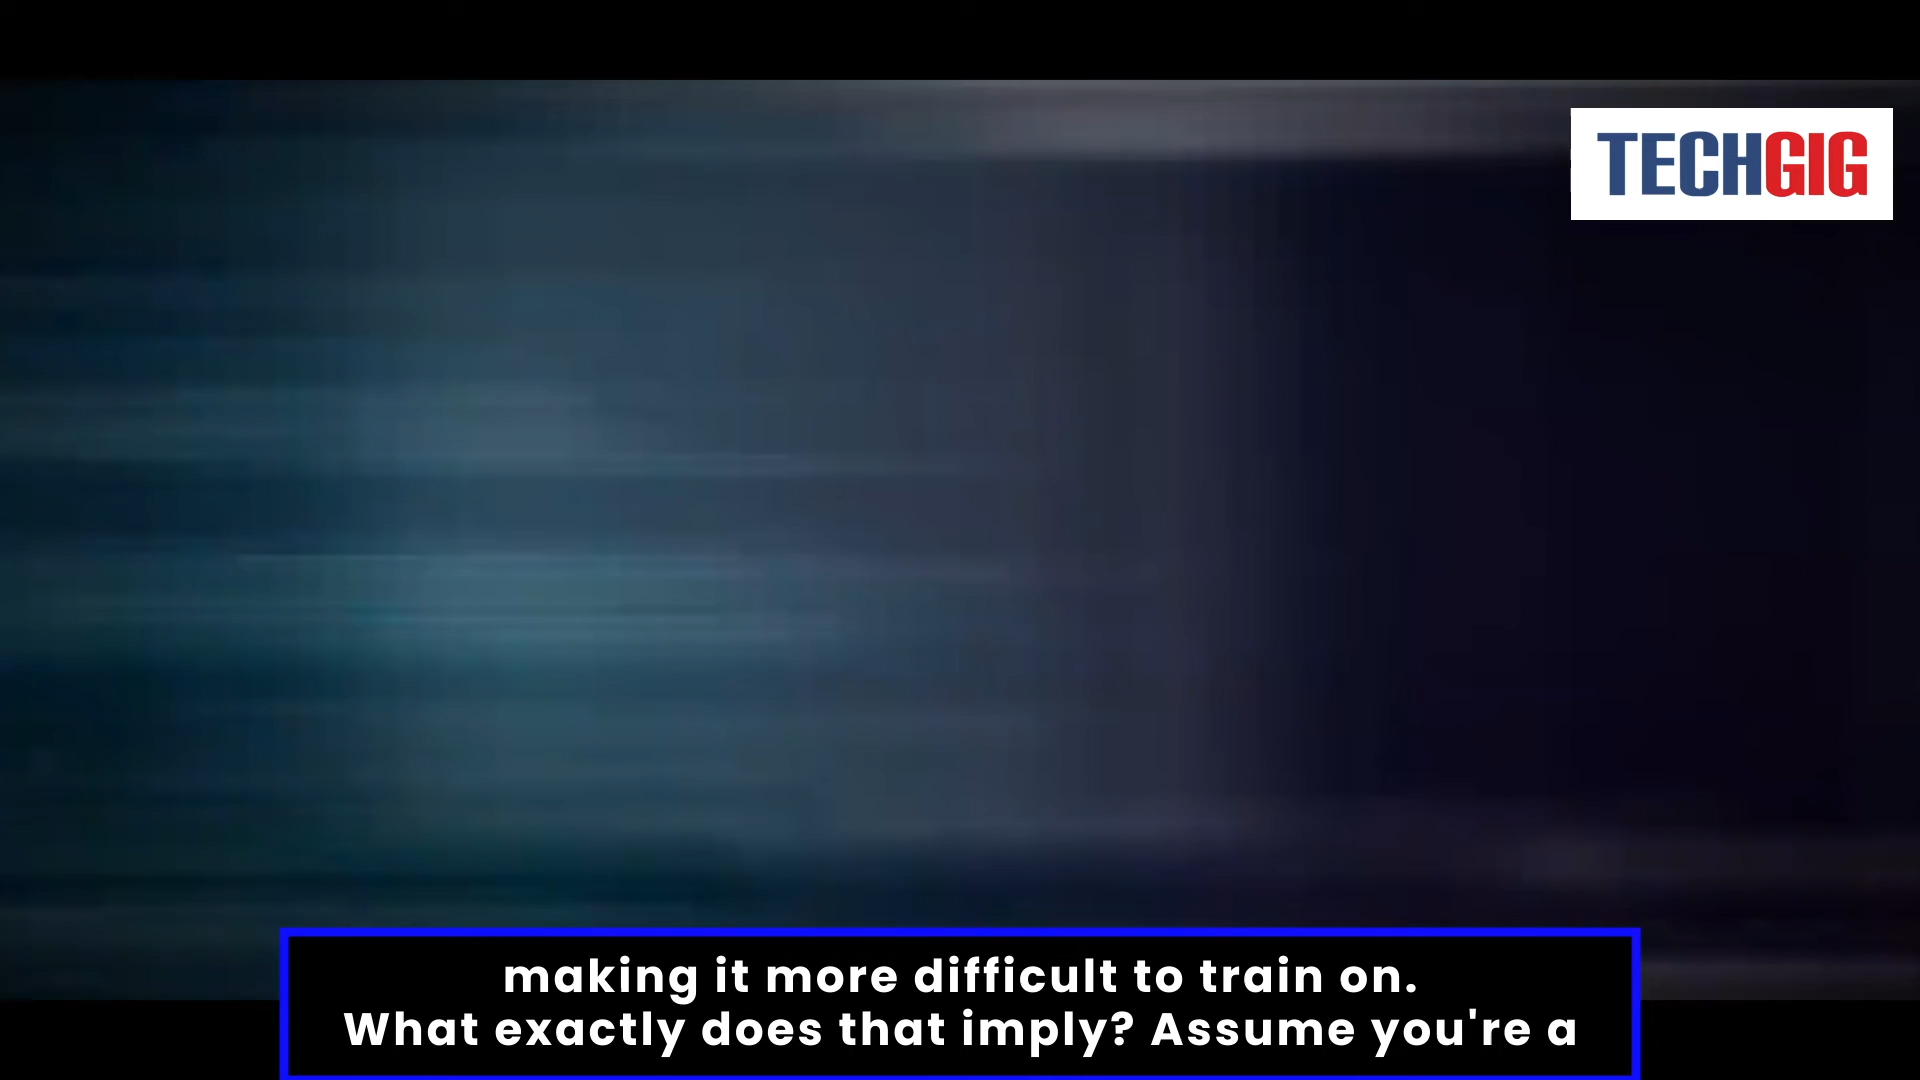 TECHGIG
making it more difficult to train on.
What exactly does that imply? Assume you're a